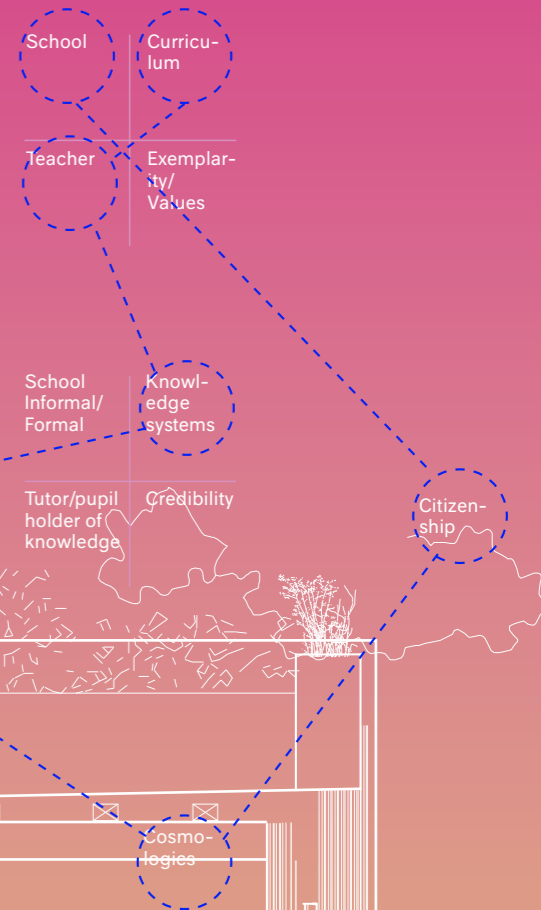 School
Curricu-
lum
Teacher
Exemplar-
ity/
Values
School
Informal/
Formal
Knowl-
edge
systems
Tutor/pupil
holder of
knowledge
Credibility
Citizen-
ship
Cosmo-
logics